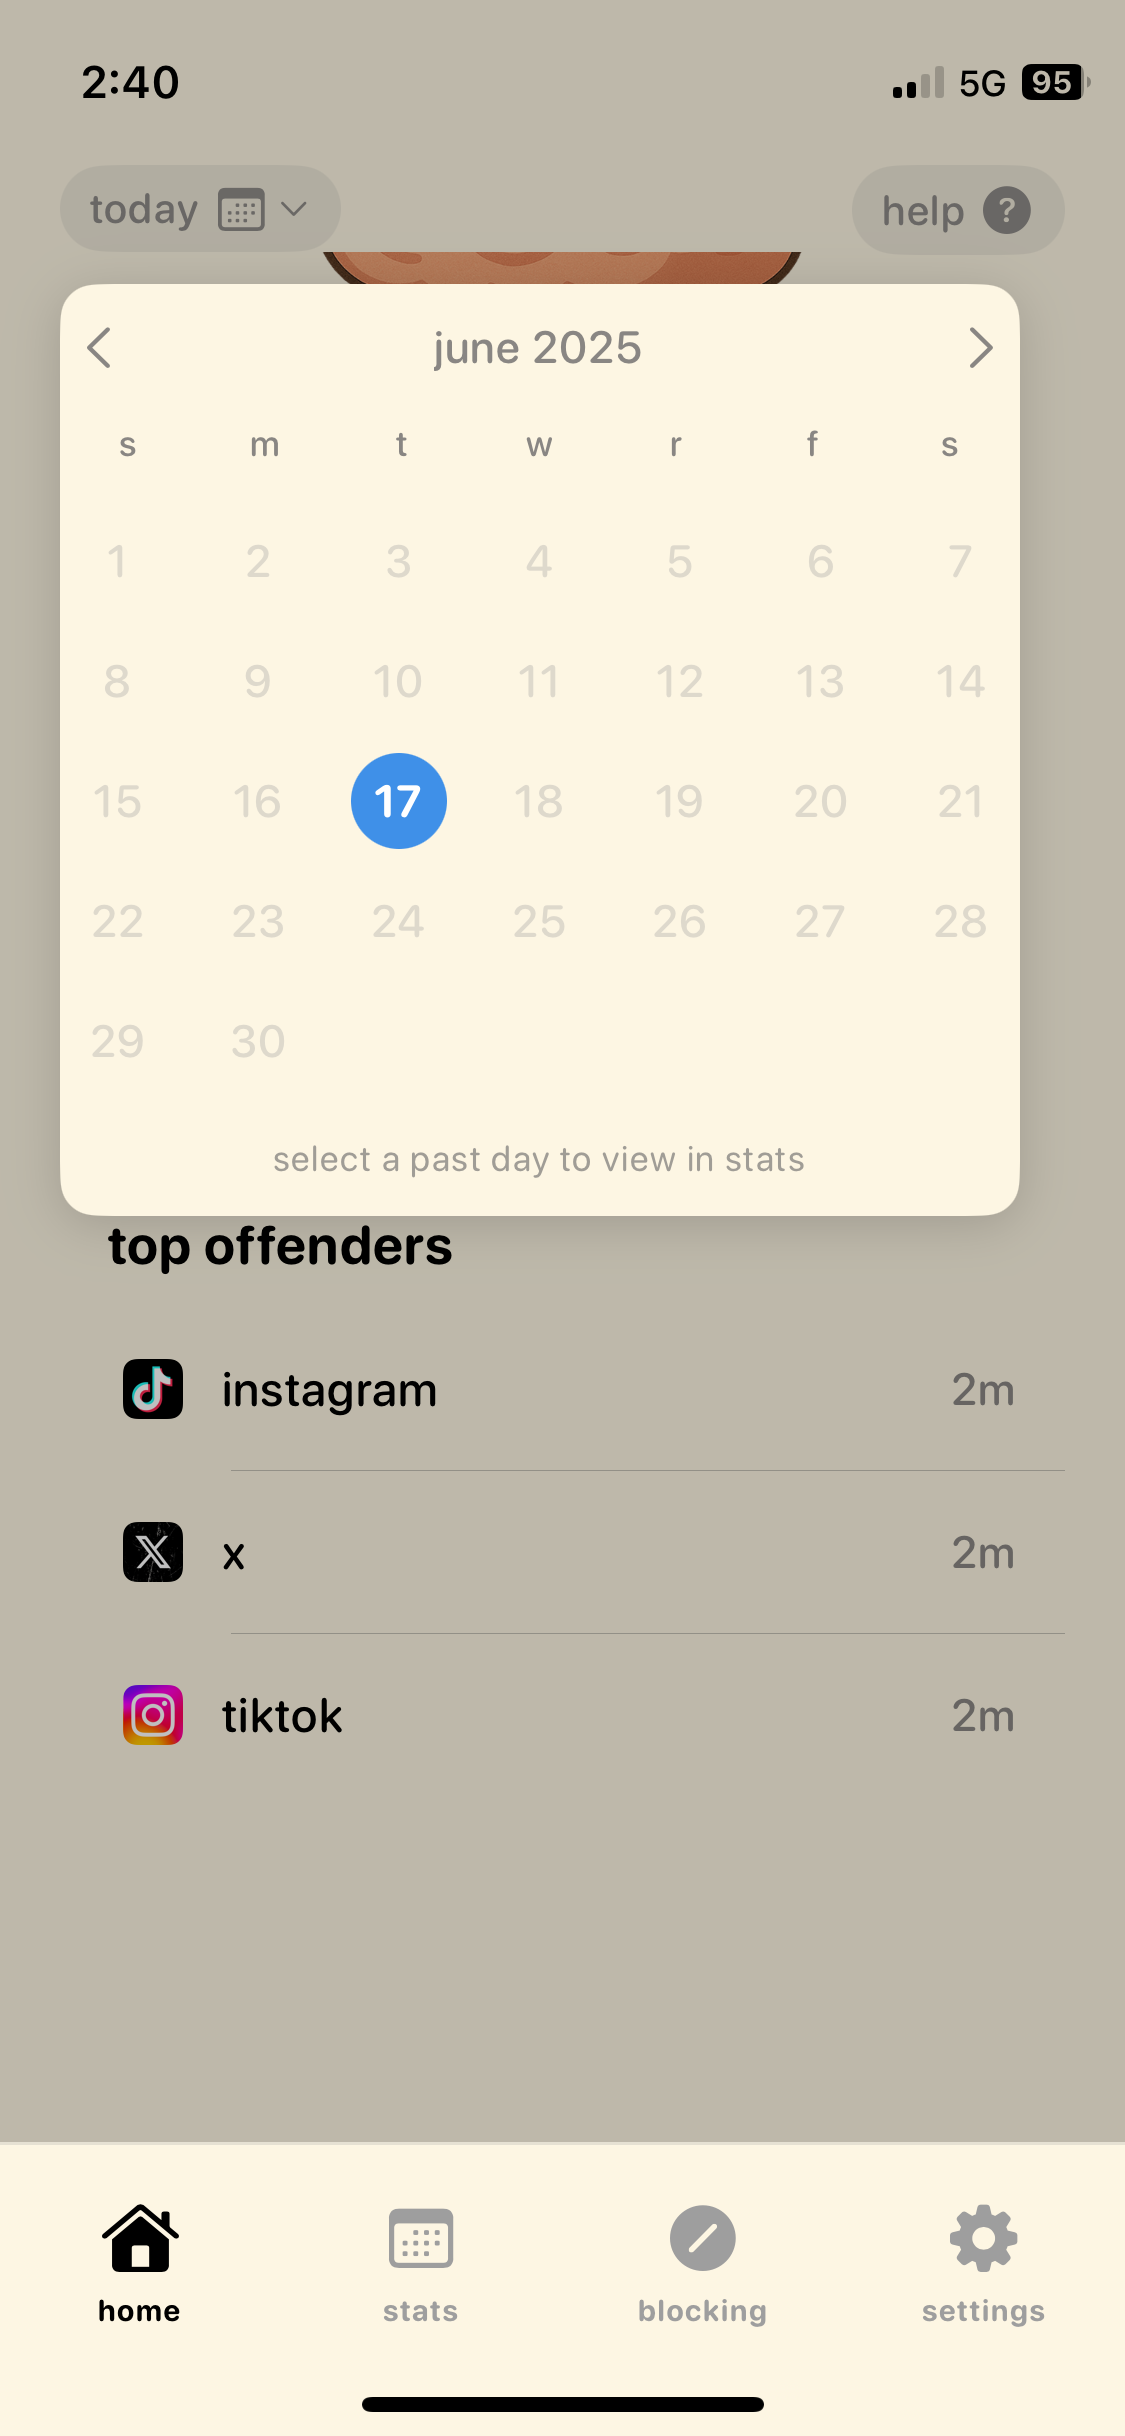 2:40 5G 95
today help ?
june 2025
s m t w r f s
1 2 3 4 5 6 7
8 9 10 11 12 13 14
15 16 17 18 19 20 21
22 23 24 25 26 27 28
29 30
select a past day to view in stats
top offenders
instagram 2m
x 2m
tiktok 2m
home stats blocking settings